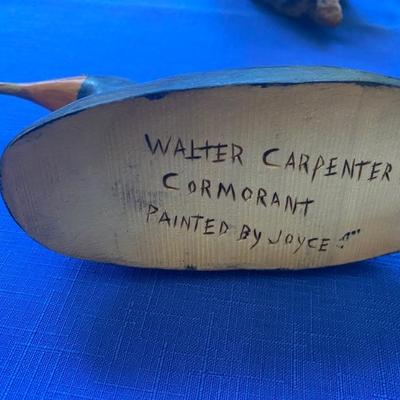 WALTER CARPENTER
CORMORANT
PAINTED BY JOYCE